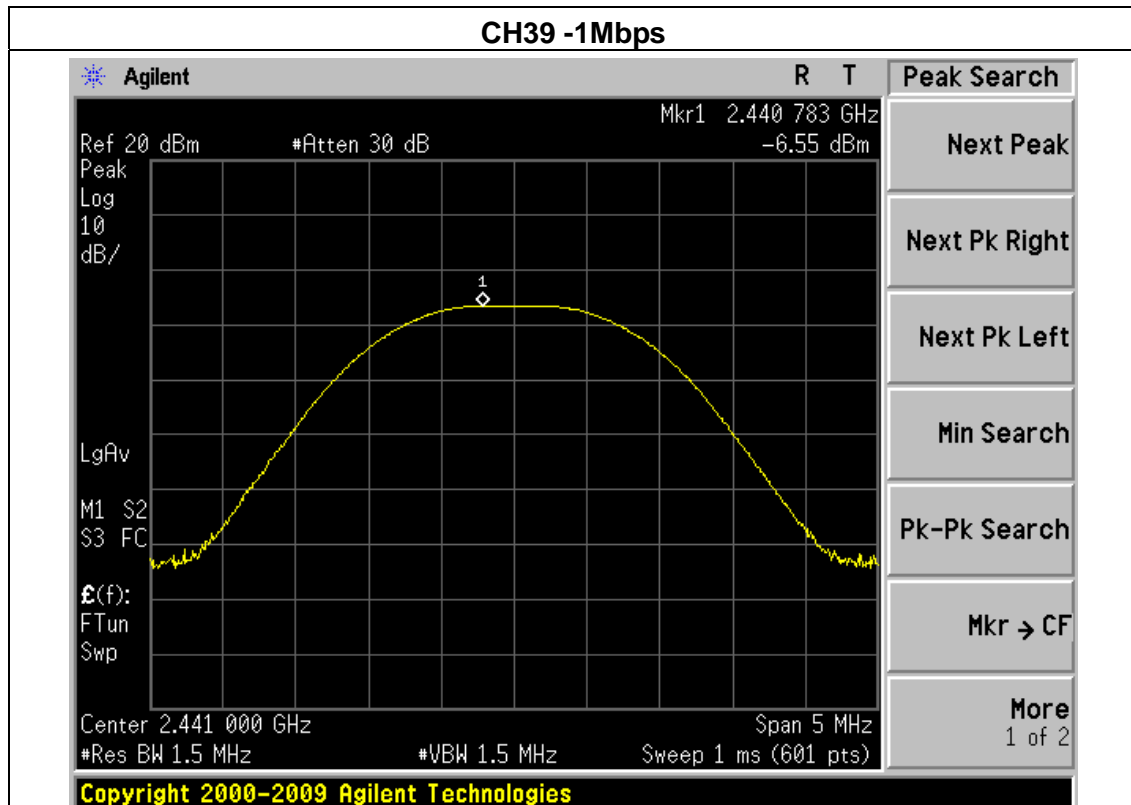 CH39 -1Mbps
Agilent R T Peak Search
Mkr1 2.440 783 GHz
Ref 20 dBm #Atten 30 dB -6.55 dBm
Peak
Log
10
dB/
1
LgAv
M1 S2
S3 FC
£(f):
FTun
Swp
Center 2.441 000 GHz Span 5 MHz
#Res BW 1.5 MHz #VBW 1.5 MHz Sweep 1 ms (601 pts)
Copyright 2000-2009 Agilent Technologies
Next Peak
Next Pk Right
Next Pk Left
Min Search
Pk-Pk Search
Mkr → CF
More
1 of 2